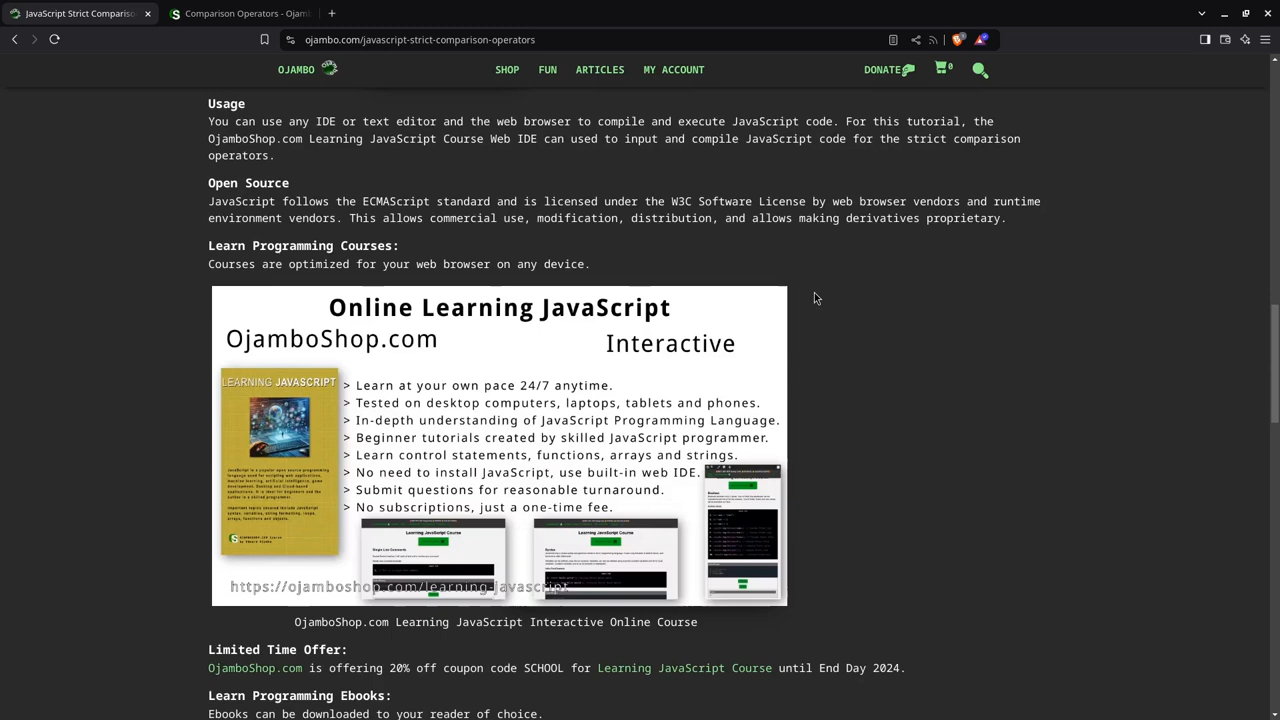 JavaScript Strict Compariso
Comparison Operators - Ojamb
ojambo.com/javascript-strict-comparison-operators
OJAMBO SHOP FUN ARTICLES MY ACCOUNT DONATE 0
Usage
You can use any IDE or text editor and the web browser to compile and execute JavaScript code. For this tutorial, the
OjamboShop.com Learning JavaScript Course Web IDE can used to input and compile JavaScript code for the strict comparison
operators.
Open Source
JavaScript follows the ECMAScript standard and is licensed under the W3C Software License by web browser vendors and runtime
environment vendors. This allows commercial use, modification, distribution, and allows making derivatives proprietary.
Learn Programming Courses:
Courses are optimized for your web browser on any device.
Online Learning JavaScript
OjamboShop.com
Interactive
LEARNING JAVASCRIPT
> Learn at your own pace 24/7 anytime.
> Tested on desktop computers, laptops, tablets and phones.
> In-depth understanding of JavaScript Programming Language.
> Beginner tutorials created by skilled JavaScript programmer.
> Learn control statements, functions, arrays and strings.
> No need to install JavaScript, use built-in web IDE.
> Submit questions for reasonable turnaround.
> No subscriptions, just a one-time fee.
Learning JavaScript Course
Learning JavaScript Course
https://ojamboshop.com/learning-javascript
OjamboShop.com Learning JavaScript Interactive Online Course
Limited Time Offer:
OjamboShop.com is offering 20% off coupon code SCHOOL for Learning JavaScript Course until End Day 2024.
Learn Programming Ebooks:
Ebooks can be downloaded to your reader of choice.